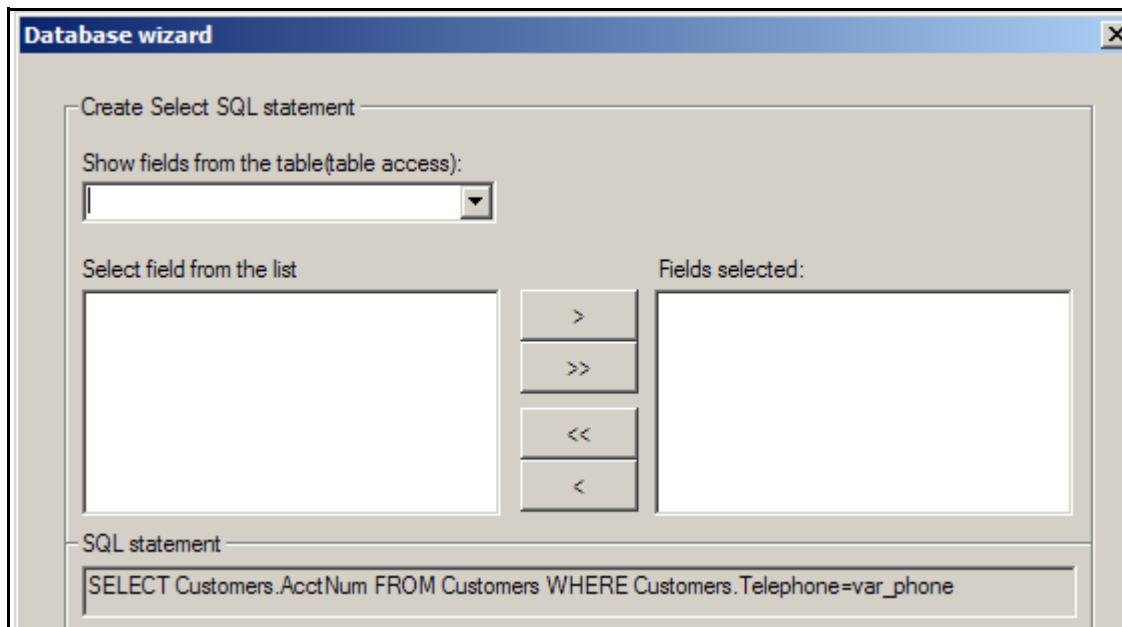 Database wizard
Create Select SQL statement
Show fields from the table(table access):
Select field from the list
Fields selected:
>
>>
<<
<
SQL statement
SELECT Customers.AcctNum FROM Customers WHERE Customers.Telephone=var_phone